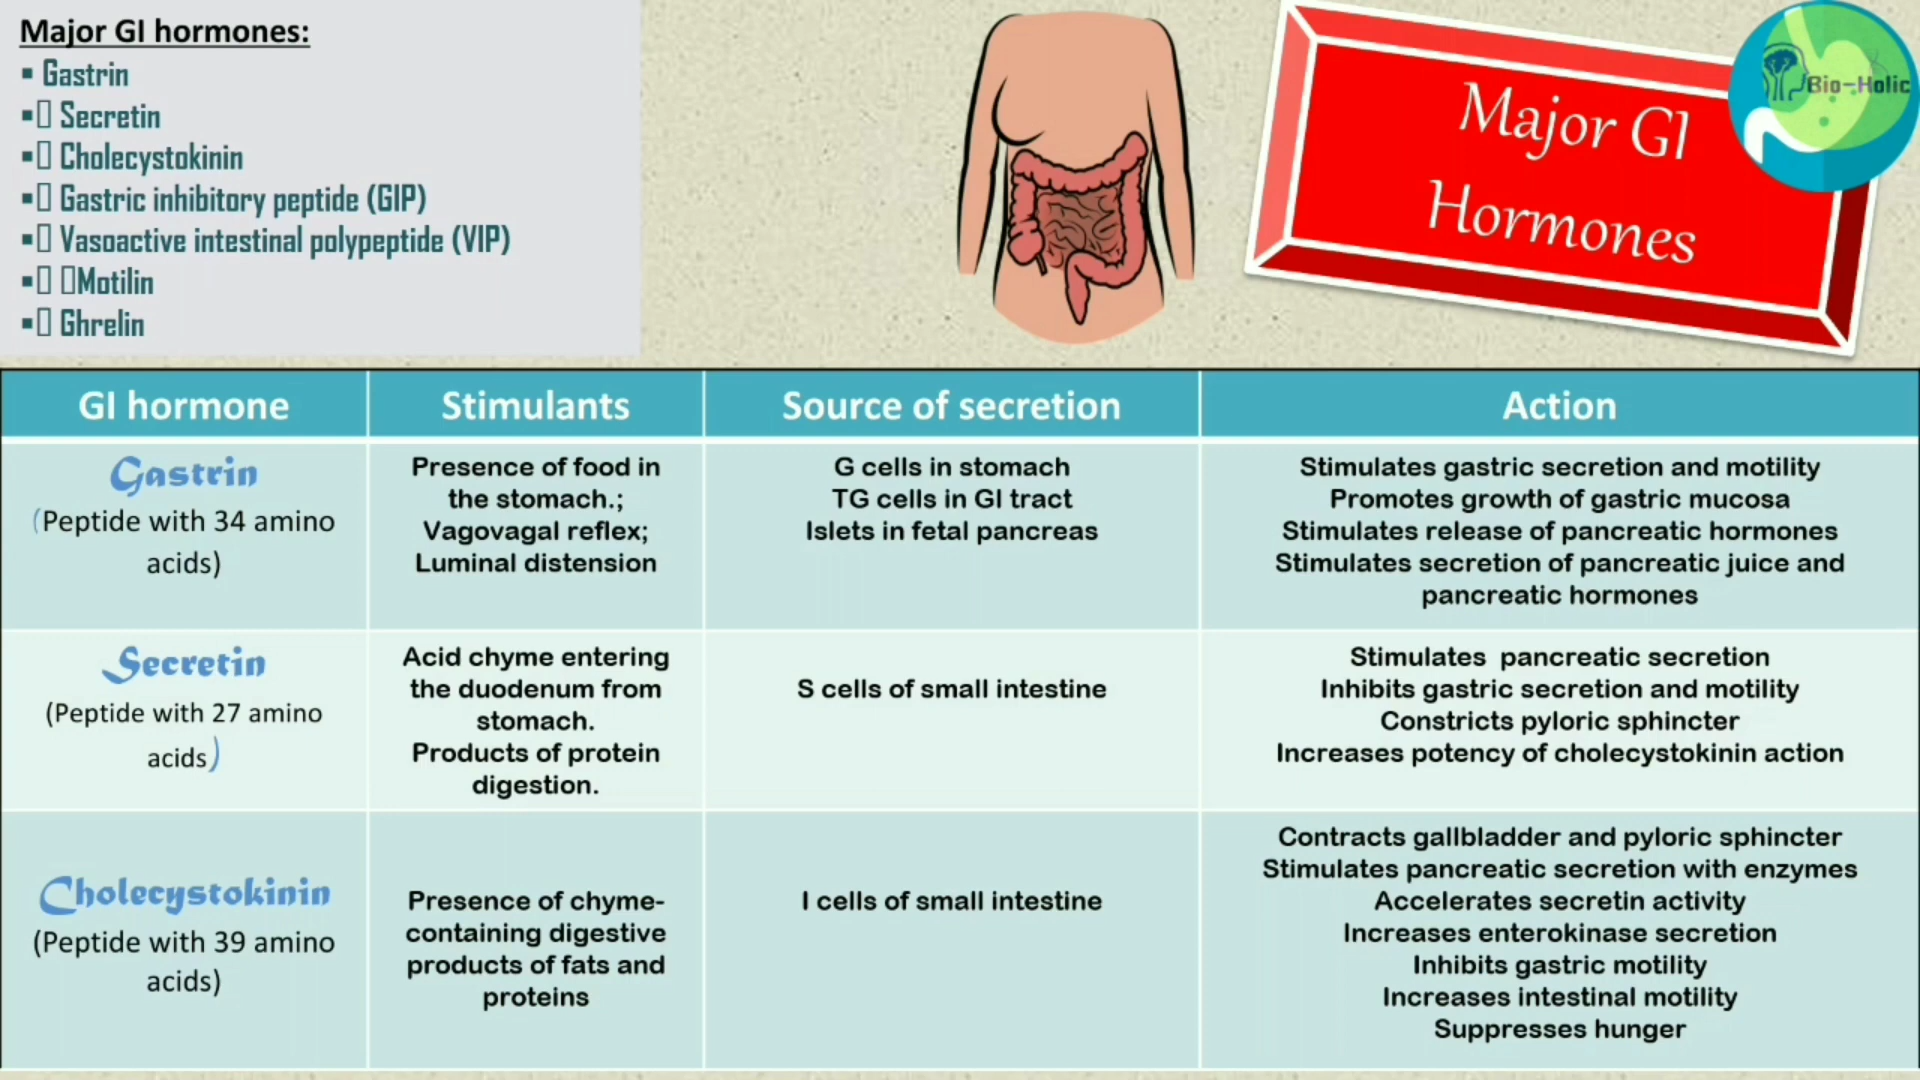 Major GI hormones:
▪ Gastrin
▪▯ Secretin
▪▯ Cholecystokinin
▪▯ Gastric inhibitory peptide (GIP)
▪▯ Vasoactive intestinal polypeptide (VIP)
▪▯ ▯Motilin
▪▯ Ghrelin
Major GI
Hormones
Bio-Holic
GI hormone
Stimulants
Source of secretion
Action
Gastrin
(Peptide with 34 amino
acids)
Presence of food in
the stomach.;
Vagovagal reflex;
Luminal distension
G cells in stomach
TG cells in GI tract
Islets in fetal pancreas
Stimulates gastric secretion and motility
Promotes growth of gastric mucosa
Stimulates release of pancreatic hormones
Stimulates secretion of pancreatic juice and
pancreatic hormones
Secretin
(Peptide with 27 amino
acids)
Acid chyme entering
the duodenum from
stomach.
Products of protein
digestion.
S cells of small intestine
Stimulates pancreatic secretion
Inhibits gastric secretion and motility
Constricts pyloric sphincter
Increases potency of cholecystokinin action
Cholecystokinin
(Peptide with 39 amino
acids)
Presence of chyme-
containing digestive
products of fats and
proteins
I cells of small intestine
Contracts gallbladder and pyloric sphincter
Stimulates pancreatic secretion with enzymes
Accelerates secretin activity
Increases enterokinase secretion
Inhibits gastric motility
Increases intestinal motility
Suppresses hunger